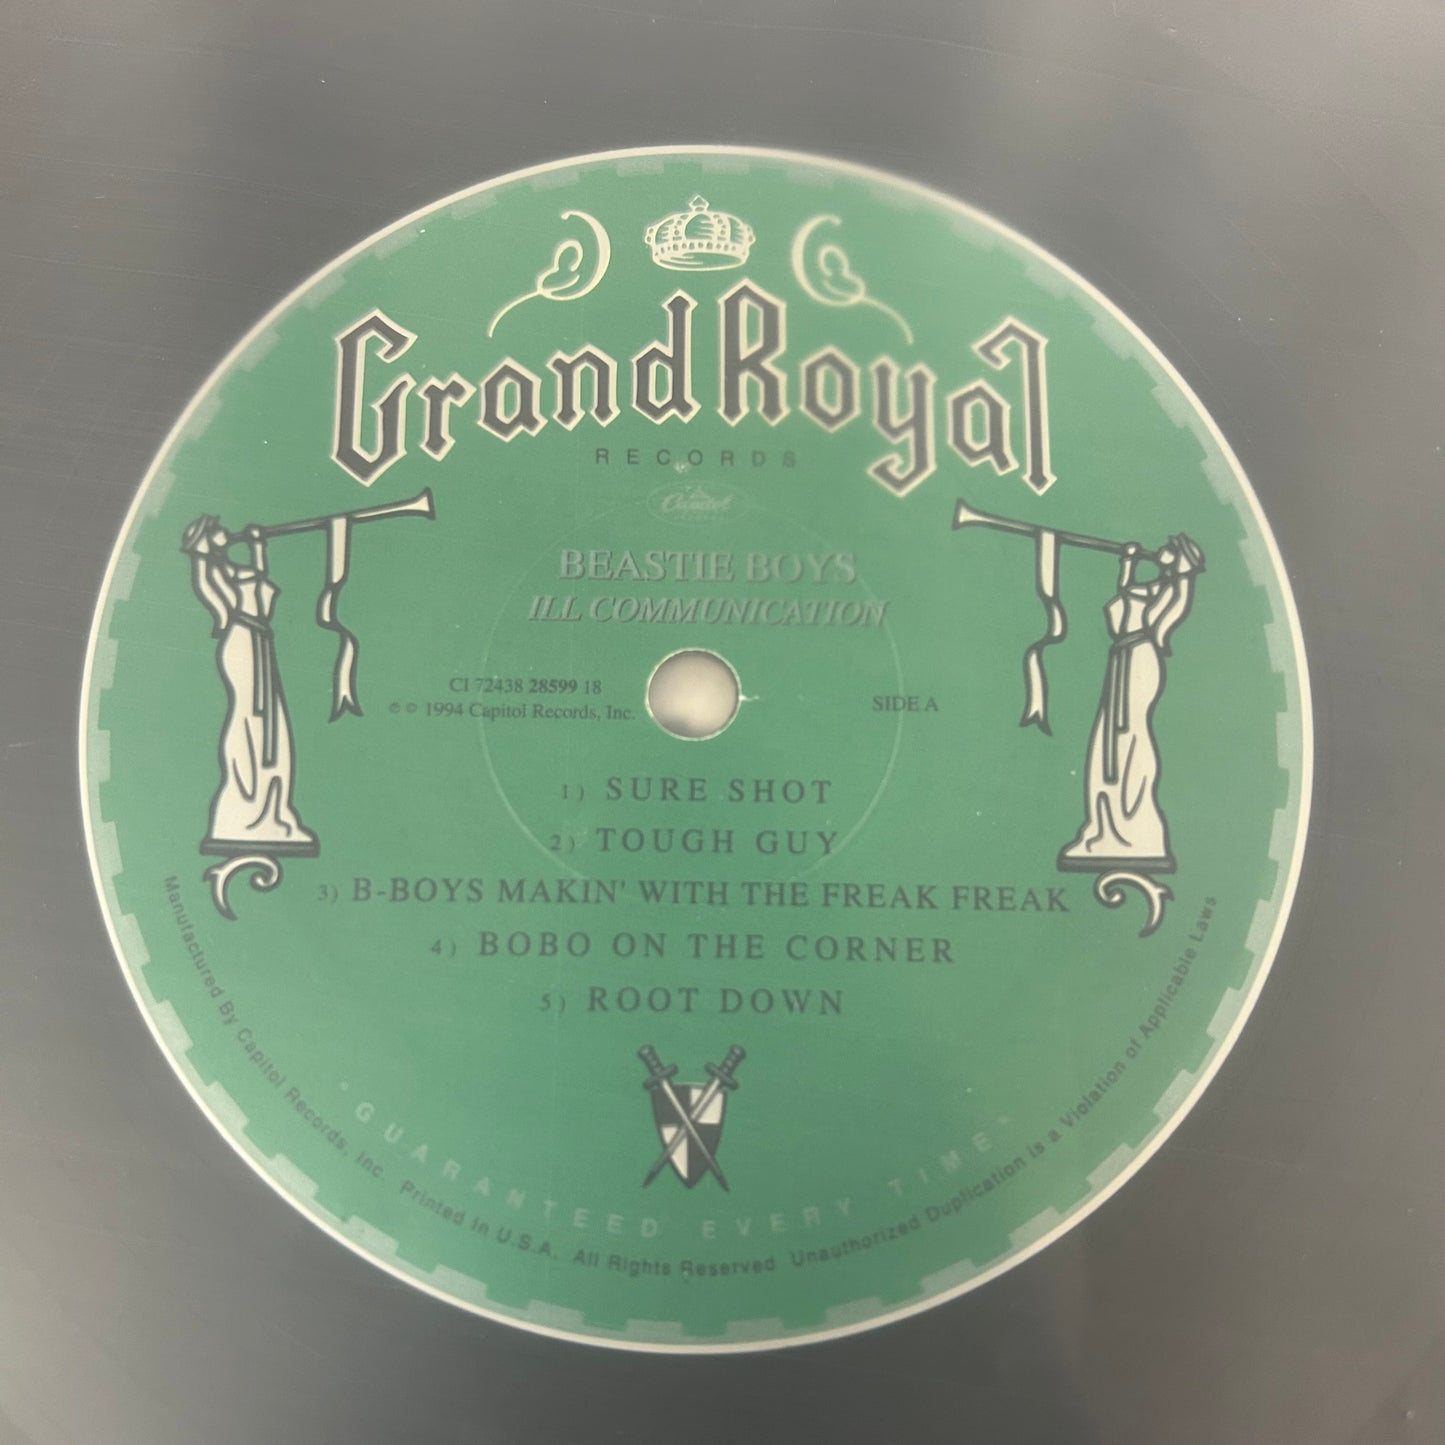 Grand Royal
RECORDS
Capitol
BEASTIE BOYS
ILL COMMUNICATION
CI 72438 28599 18
℗ © 1994 Capitol Records, Inc.
SIDE A
1) SURE SHOT
2) TOUGH GUY
3) B-BOYS MAKIN' WITH THE FREAK FREAK
4) BOBO ON THE CORNER
5) ROOT DOWN
· GUARANTEED EVERY TIME ·
Manufactured By Capitol Records, Inc. Printed In U.S.A. All Rights Reserved Unauthorized Duplication is a Violation of Applicable Laws